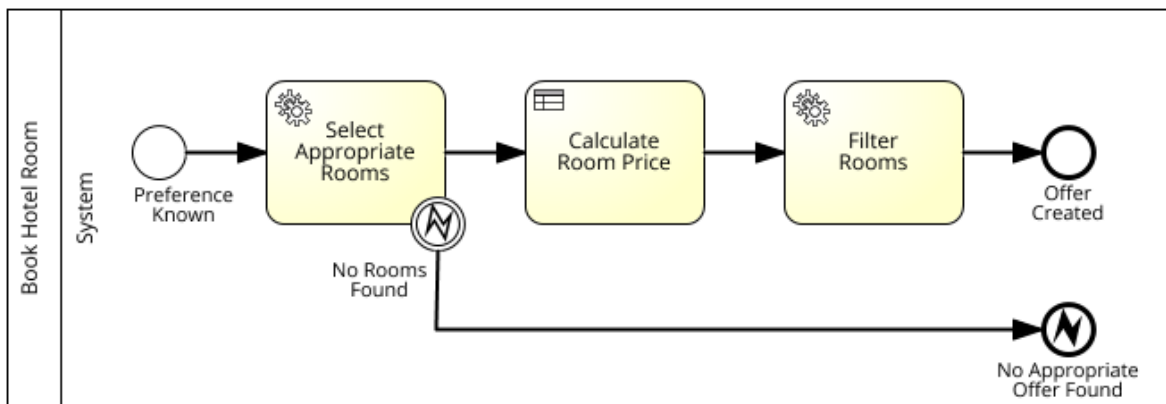 Book Hotel Room
System
Preference
Known
Select
Appropriate
Rooms
No Rooms
Found
Calculate
Room Price
Filter
Rooms
Offer
Created
No Appropriate
Offer Found